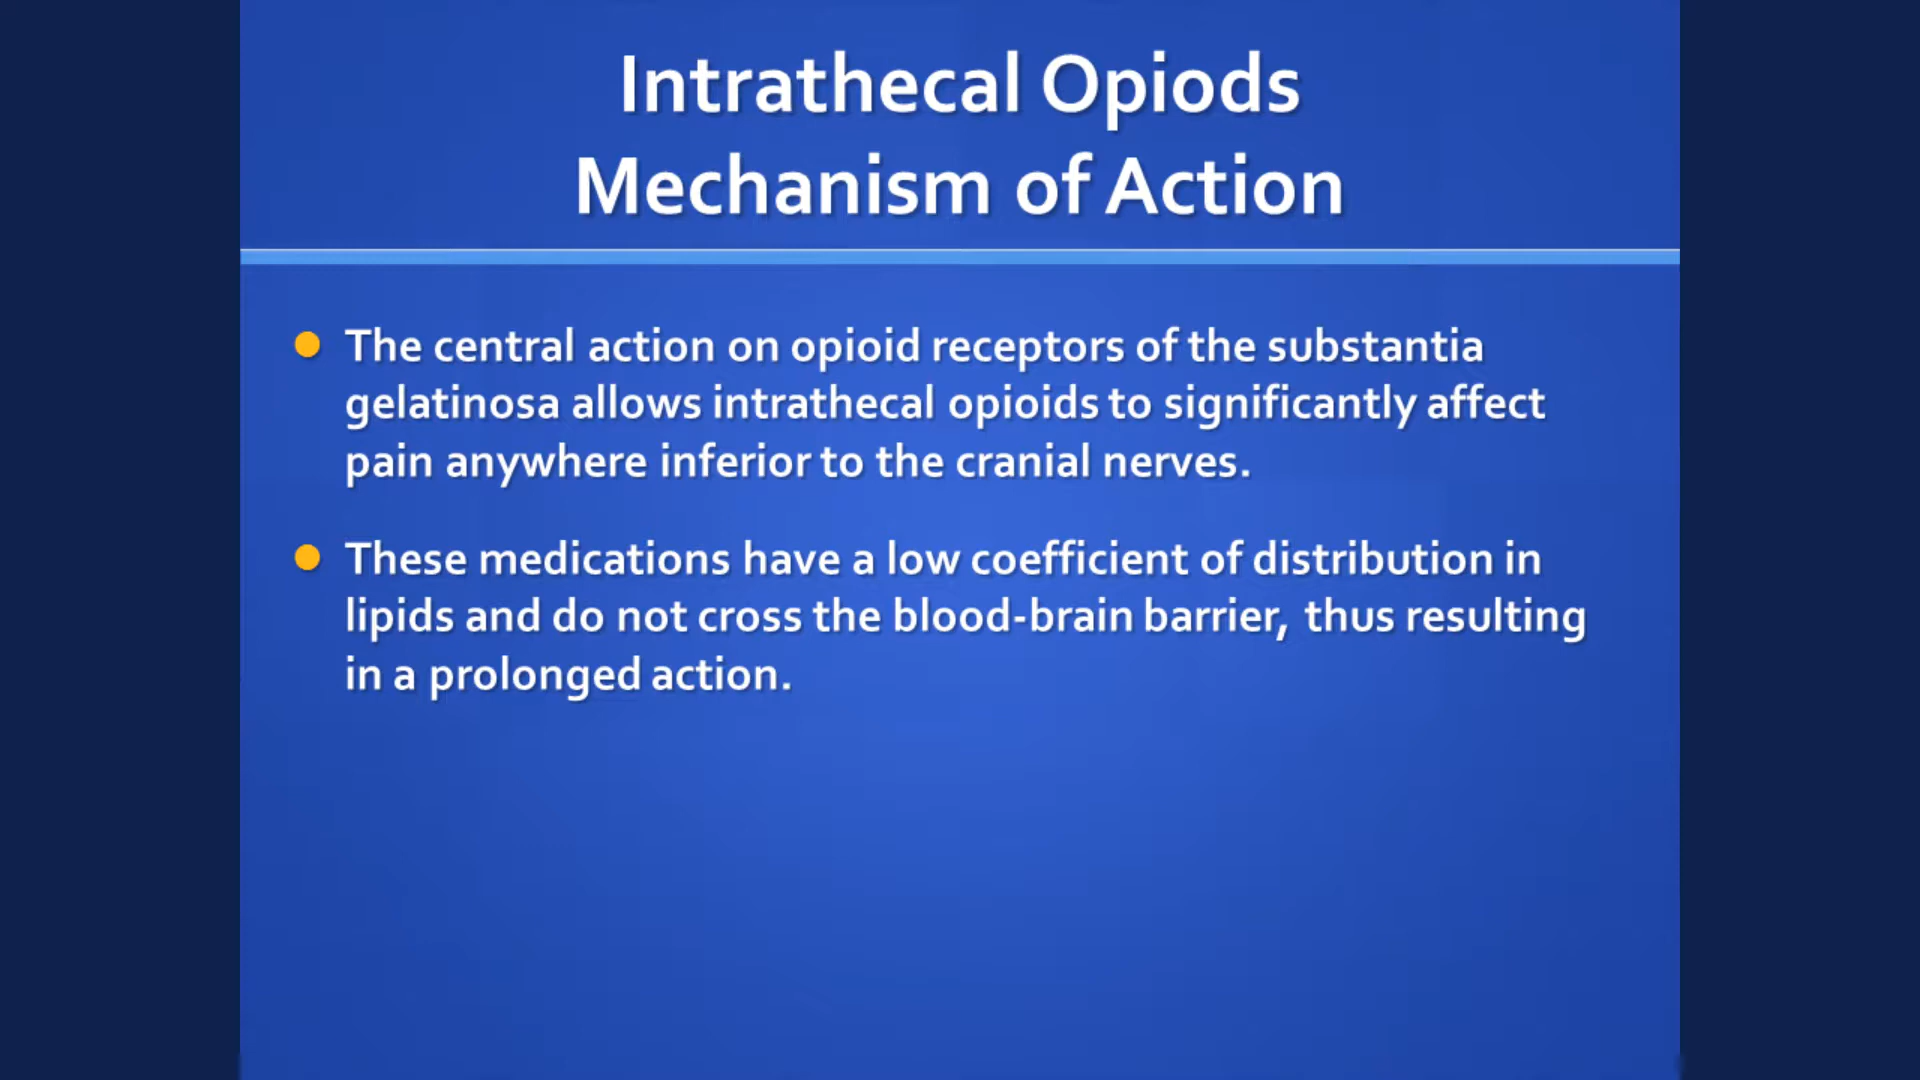 Intrathecal Opiods
Mechanism of Action
The central action on opioid receptors of the substantia
gelatinosa allows intrathecal opioids to significantly affect
pain anywhere inferior to the cranial nerves.
These medications have a low coefficient of distribution in
lipids and do not cross the blood-brain barrier, thus resulting
in a prolonged action.